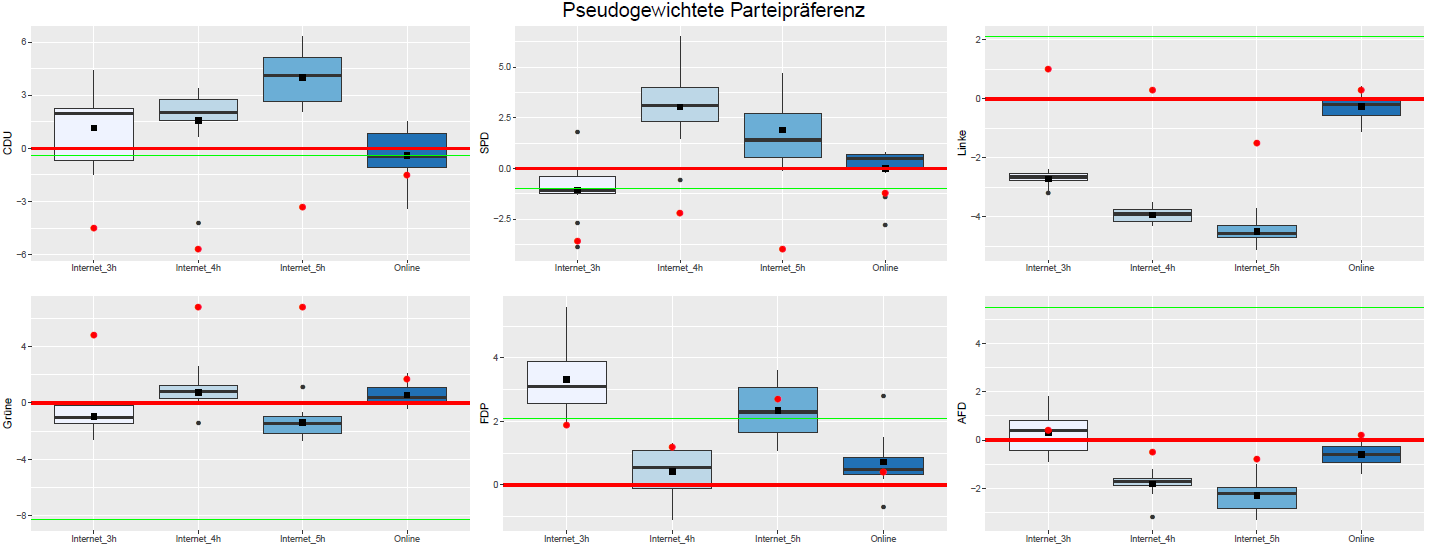 Pseudogewichtete Parteipräferenz
CDU
6
3
0
−3
−6
Internet_3h Internet_4h Internet_5h Online
SPD
5.0
2.5
0.0
−2.5
Internet_3h Internet_4h Internet_5h Online
Linke
2
0
−2
−4
Internet_3h Internet_4h Internet_5h Online
Grüne
4
0
−4
−8
Internet_3h Internet_4h Internet_5h Online
FDP
4
2
0
Internet_3h Internet_4h Internet_5h Online
AFD
4
2
0
−2
Internet_3h Internet_4h Internet_5h Online